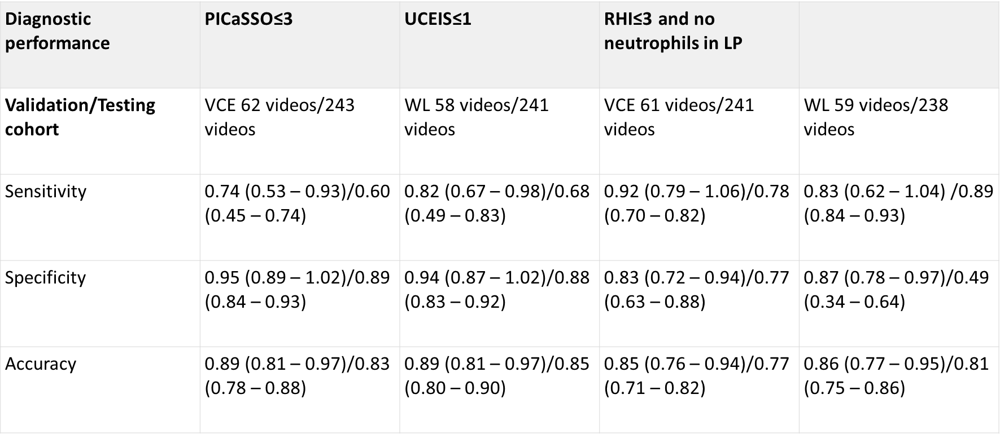 Diagnostic
performance
PICaSSO≤3
UCEIS≤1
RHI≤3 and no
neutrophils in LP
Validation/Testing
cohort
VCE 62 videos/243
videos
WL 58 videos/241
videos
VCE 61 videos/241
videos
WL 59 videos/238
videos
Sensitivity
0.74 (0.53 – 0.93)/0.60
(0.45 – 0.74)
0.82 (0.67 – 0.98)/0.68
(0.49 – 0.83)
0.92 (0.79 – 1.06)/0.78
(0.70 – 0.82)
0.83 (0.62 – 1.04) /0.89
(0.84 – 0.93)
Specificity
0.95 (0.89 – 1.02)/0.89
(0.84 – 0.93)
0.94 (0.87 – 1.02)/0.88
(0.83 – 0.92)
0.83 (0.72 – 0.94)/0.77
(0.63 – 0.88)
0.87 (0.78 – 0.97)/0.49
(0.34 – 0.64)
Accuracy
0.89 (0.81 – 0.97)/0.83
(0.78 – 0.88)
0.89 (0.81 – 0.97)/0.85
(0.80 – 0.90)
0.85 (0.76 – 0.94)/0.77
(0.71 – 0.82)
0.86 (0.77 – 0.95)/0.81
(0.75 – 0.86)